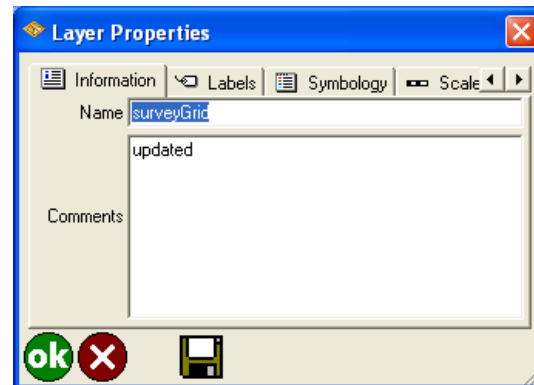 Layer Properties
Information Labels Symbology Scale
Name surveyGrid
updated
Comments
ok